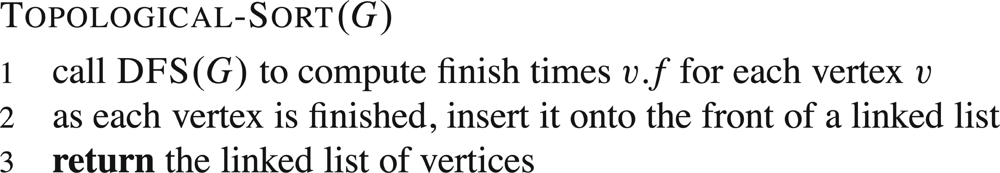 TOPOLOGICAL-SORT(G)
1 call DFS(G) to compute finish times v.f for each vertex v
2 as each vertex is finished, insert it onto the front of a linked list
3 return the linked list of vertices